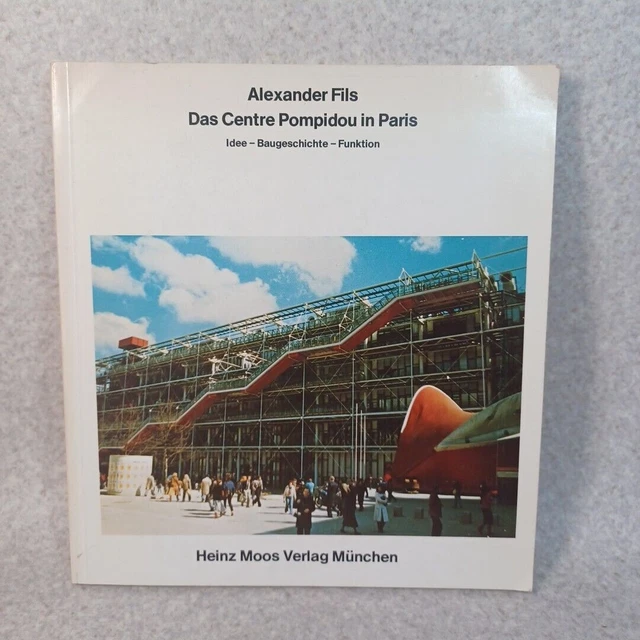 Alexander Fils
Das Centre Pompidou in Paris
Idee – Baugeschichte – Funktion
Heinz Moos Verlag München